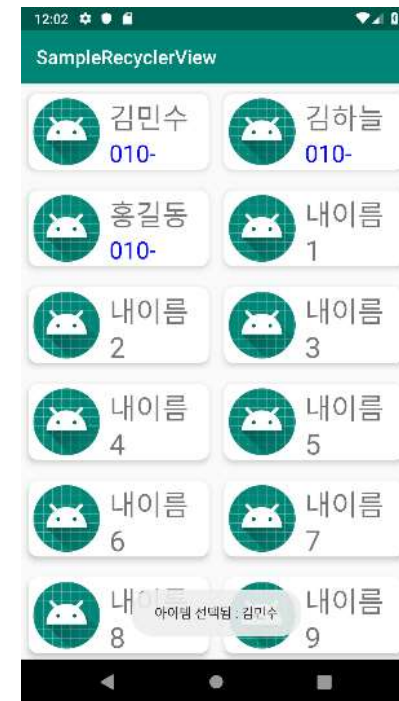 12:02
SampleRecyclerView
김민수
010-
김하늘
010-
홍길동
010-
내이름
1
내이름
2
내이름
3
내이름
4
내이름
5
내이름
6
내이름
7
내이름
8
내이름
9
아이템 선택됨 : 김민수